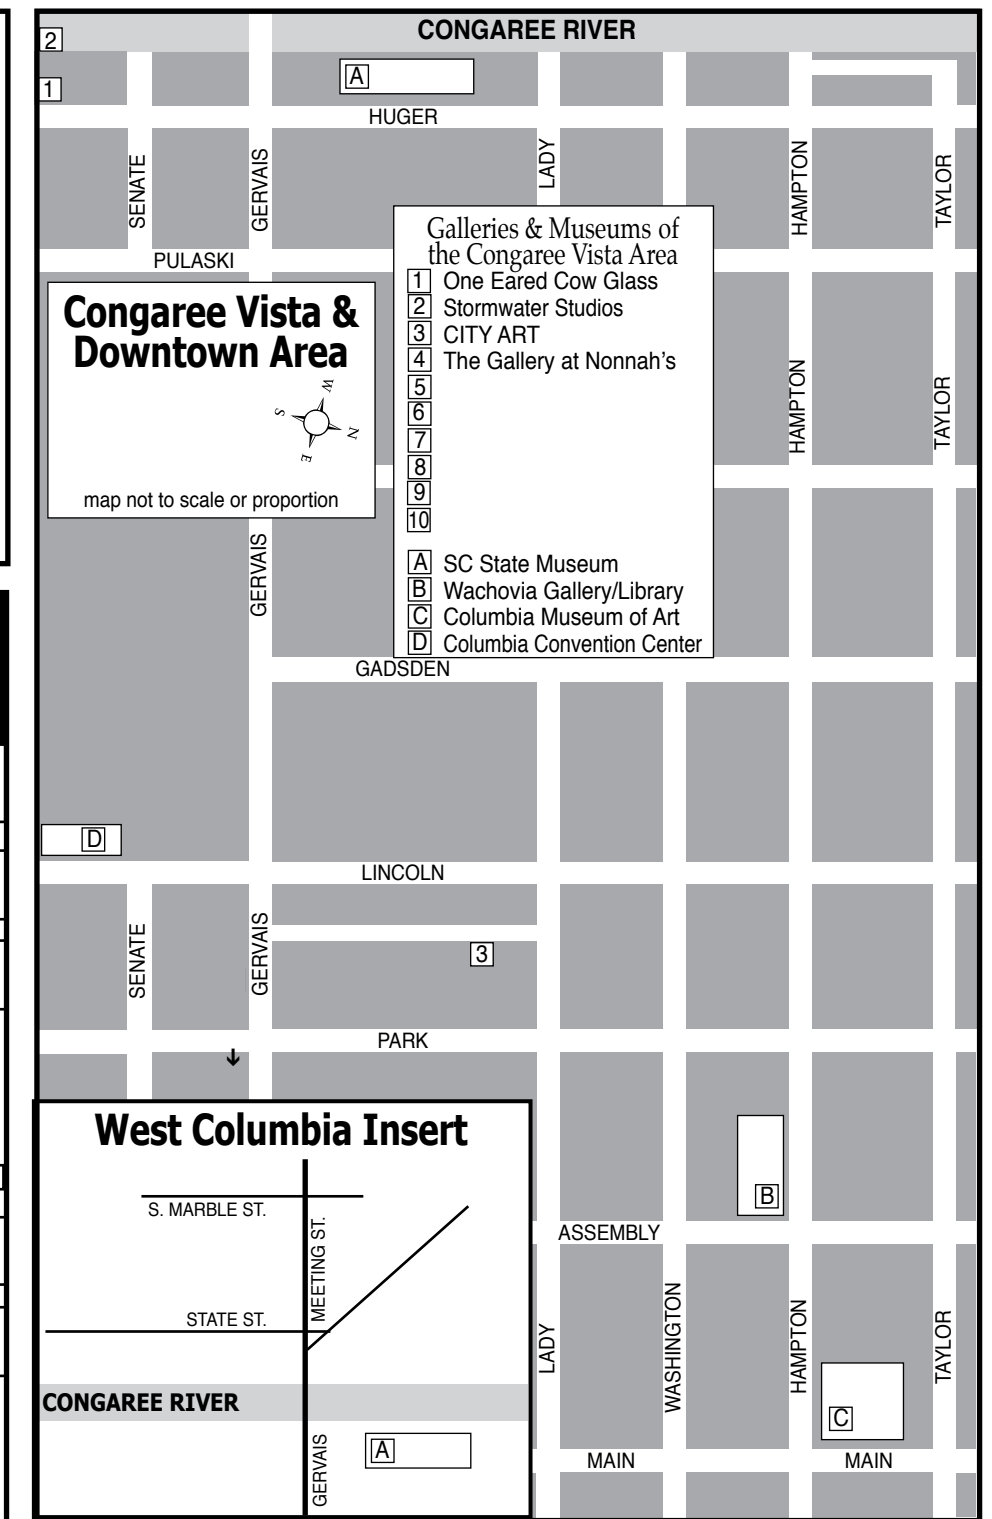 CONGAREE RIVER
2
1
A
HUGER
SENATE
GERVAIS
LADY
HAMPTON
TAYLOR
PULASKI
Galleries & Museums of
the Congaree Vista Area
1 One Eared Cow Glass
2 Stormwater Studios
3 CITY ART
4 The Gallery at Nonnah's
5
6
7
8
9
10
A SC State Museum
B Wachovia Gallery/Library
C Columbia Museum of Art
D Columbia Convention Center
Congaree Vista &
Downtown Area
W
S
N
E
map not to scale or proportion
HAMPTON
TAYLOR
GERVAIS
GADSDEN
D
LINCOLN
SENATE
GERVAIS
3
PARK
West Columbia Insert
S. MARBLE ST.
MEETING ST.
STATE ST.
CONGAREE RIVER
GERVAIS
A
B
ASSEMBLY
LADY
WASHINGTON
HAMPTON
TAYLOR
C
MAIN
MAIN